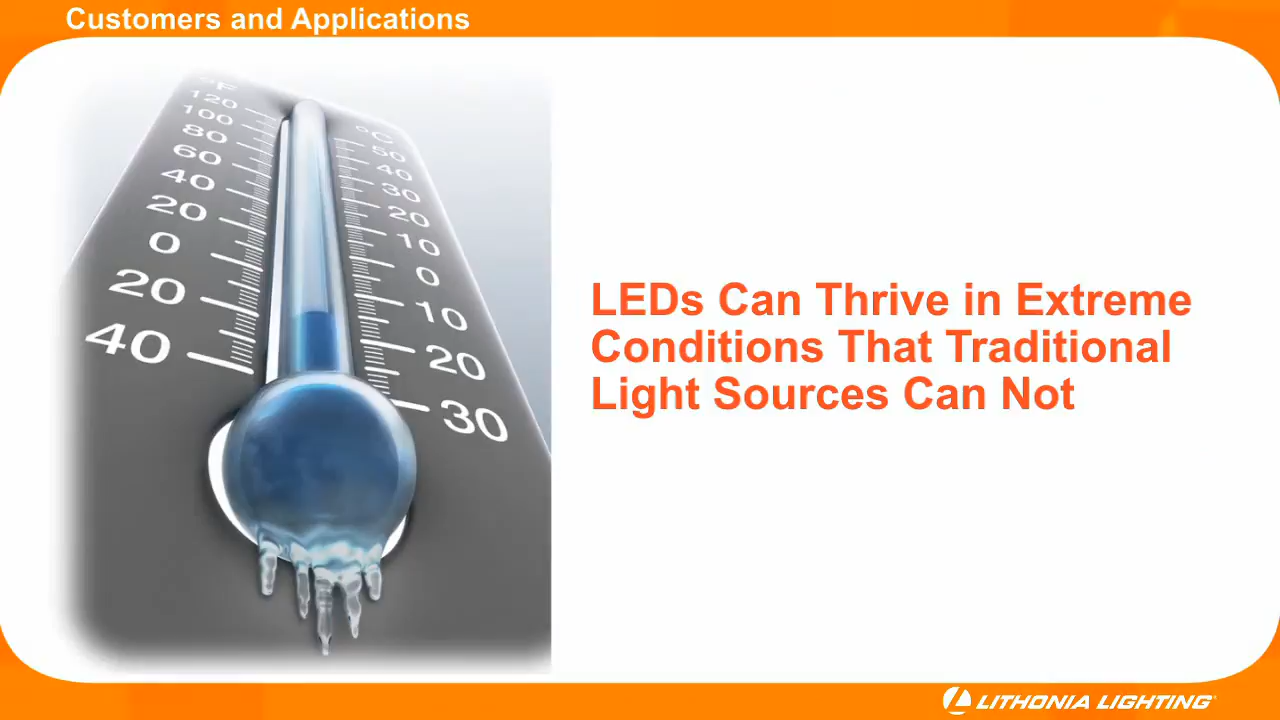 Customers and Applications
°F
120
100
80
60
40
20
0
20
40
°C
50
40
30
20
10
0
10
20
30
LEDs Can Thrive in Extreme
Conditions That Traditional
Light Sources Can Not
LITHONIA LIGHTING®